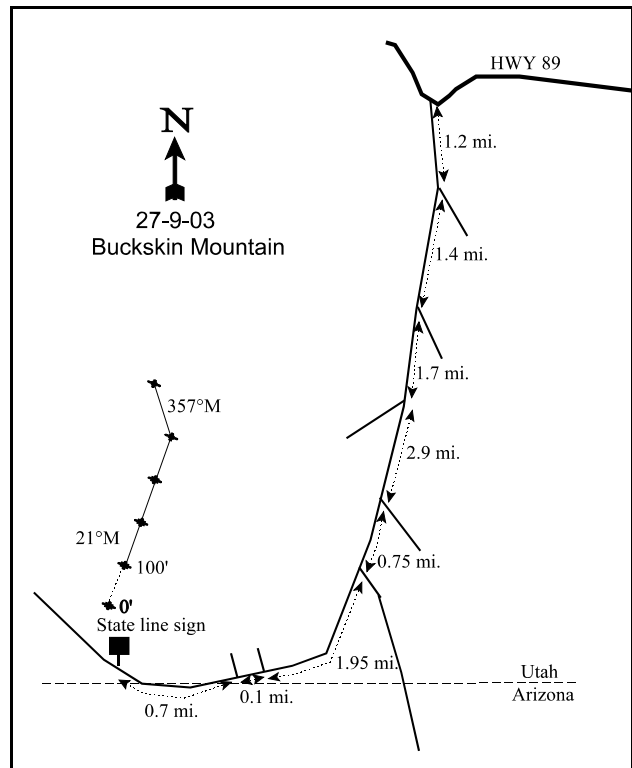 HWY 89
N
1.2 mi.
27-9-03
Buckskin Mountain
1.4 mi.
1.7 mi.
357°M
2.9 mi.
21°M
0.75 mi.
100'
0'
State line sign
1.95 mi.
Utah
0.1 mi.
Arizona
0.7 mi.